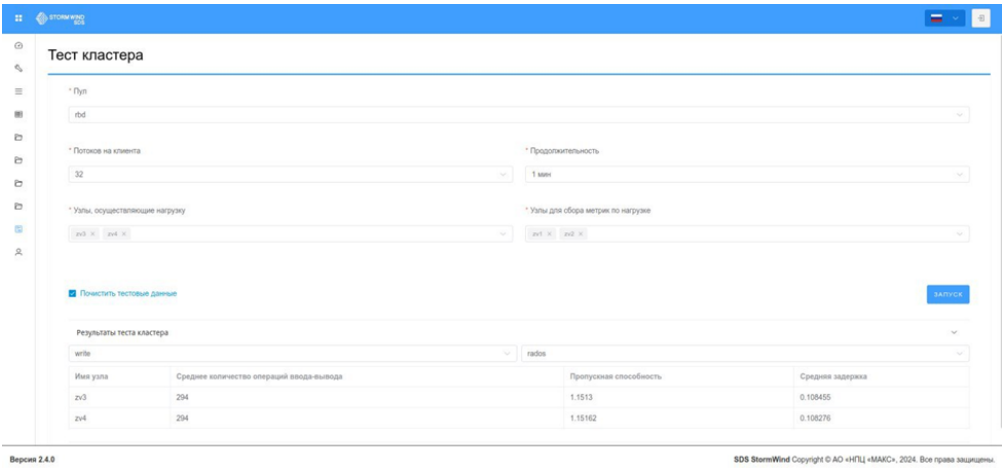 STORMWIND
SDS
Тест кластера
* Пул
rbd
* Потоков на клиента
* Продолжительность
32
1 мин
* Узлы, осуществляющие нагрузку
* Узлы для сбора метрик по нагрузке
zv3 × zv4 ×
zv1 × zv2 ×
Почистить тестовые данные
ЗАПУСК
Результаты теста кластера
write
rados
Имя узла Среднее количество операций ввода-вывода Пропускная способность Средняя задержка
zv3 294 1.1513 0.108455
zv4 294 1.15162 0.108276
Версия 2.4.0
SDS StormWind Copyright © АО «НПЦ «МАКС», 2024. Все права защищены.